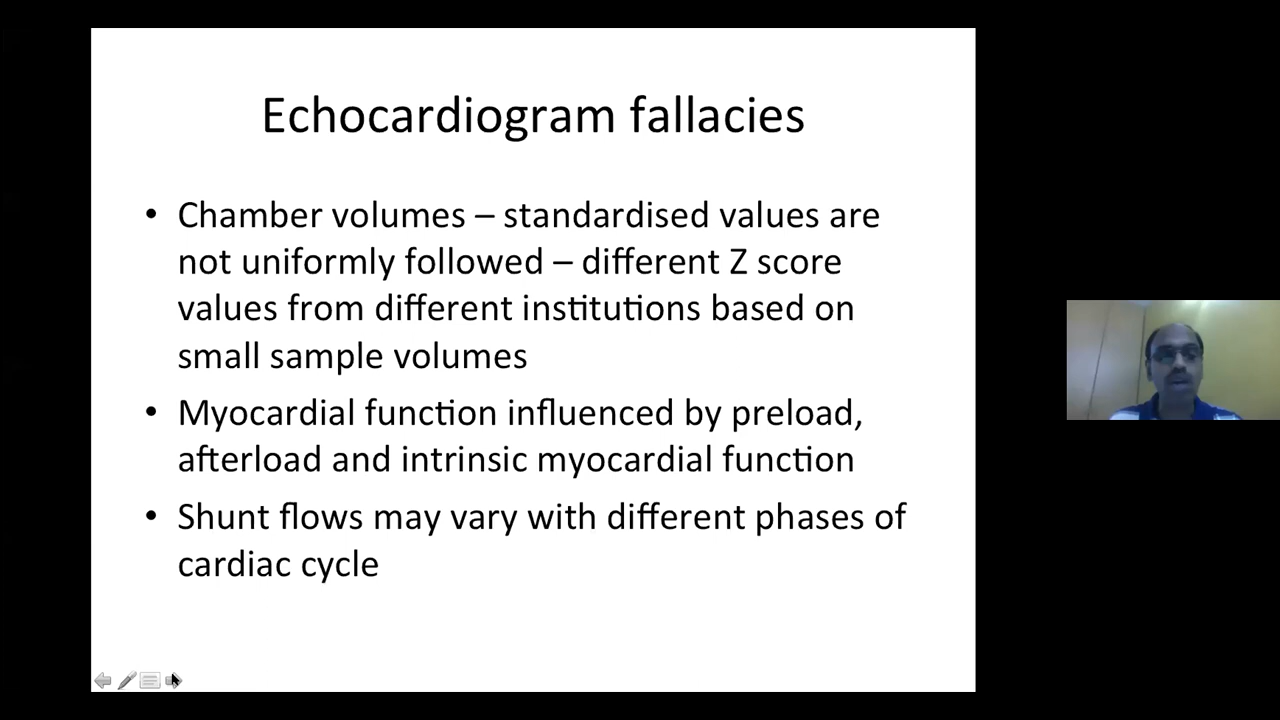 Echocardiogram fallacies
• Chamber volumes – standardised values are
not uniformly followed – different Z score
values from different institutions based on
small sample volumes
• Myocardial function influenced by preload,
afterload and intrinsic myocardial function
• Shunt flows may vary with different phases of
cardiac cycle